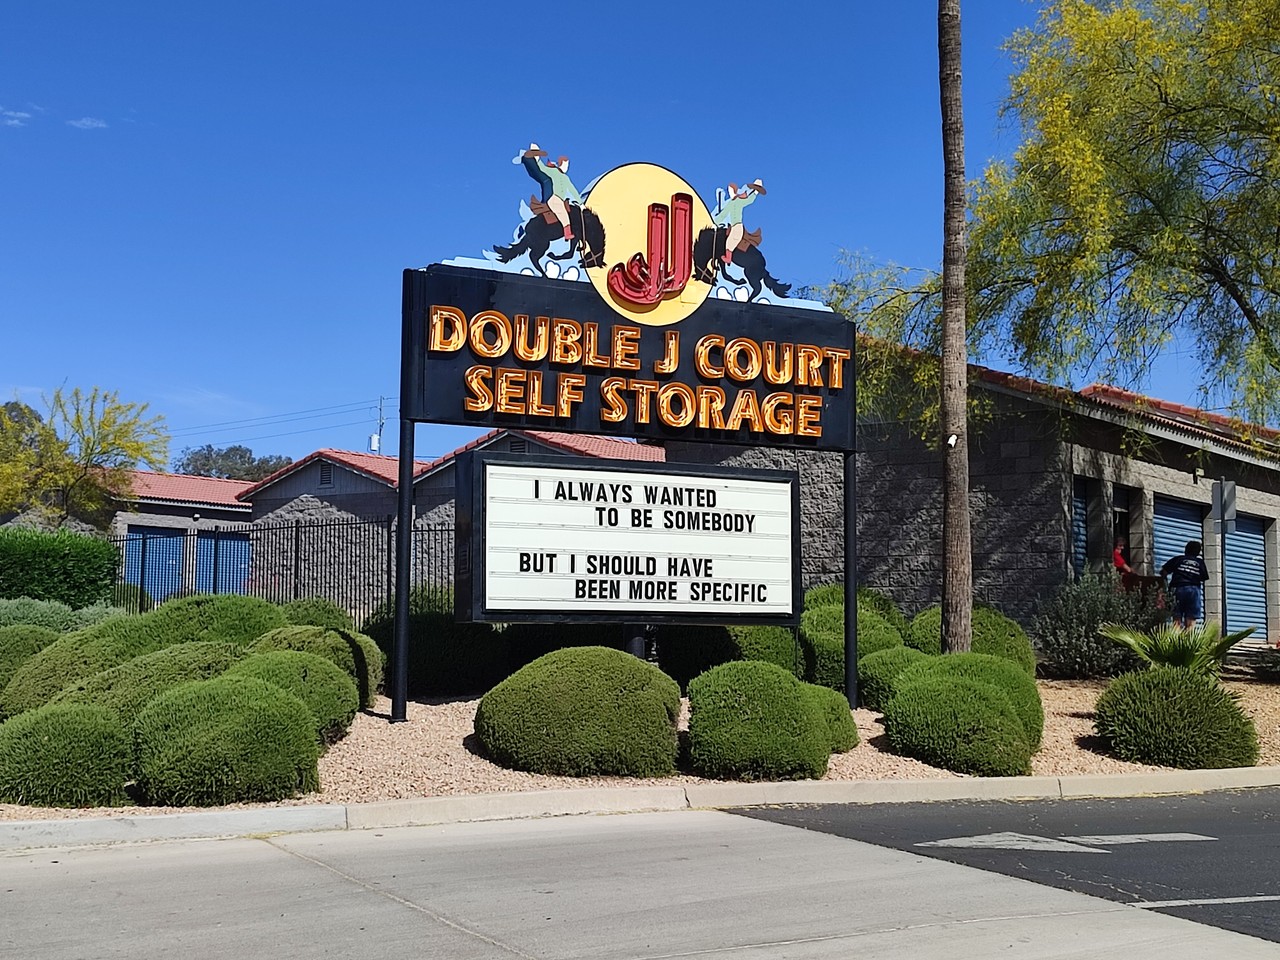 JJ
DOUBLE J COURT
SELF STORAGE
I ALWAYS WANTED
TO BE SOMEBODY
BUT I SHOULD HAVE
BEEN MORE SPECIFIC